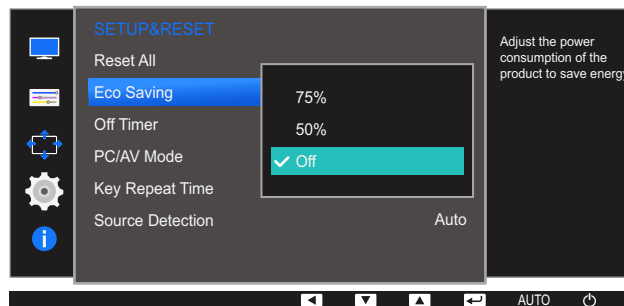 SETUP&RESET
Reset All
Eco Saving
Off Timer
PC/AV Mode
Key Repeat Time
Source Detection Auto
75%
50%
Off
Adjust the power
consumption of the
product to save energy
AUTO